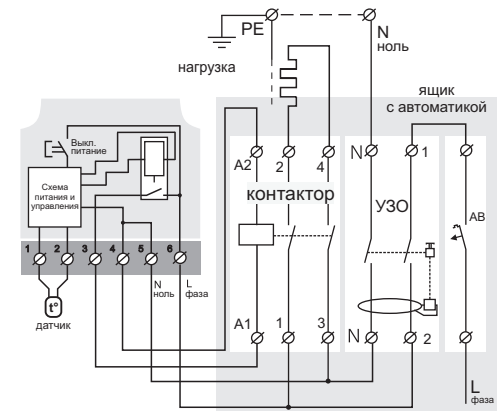 PE
N
ноль
нагрузка
ящик
с автоматикой
Выкл.
питание
Схема
питания и
управления
A2
2
4
N
1
контактор
УЗО
АВ
1
2
3
4
5
6
N
ноль
L
фаза
t°
датчик
A1
1
3
N
2
L
фаза